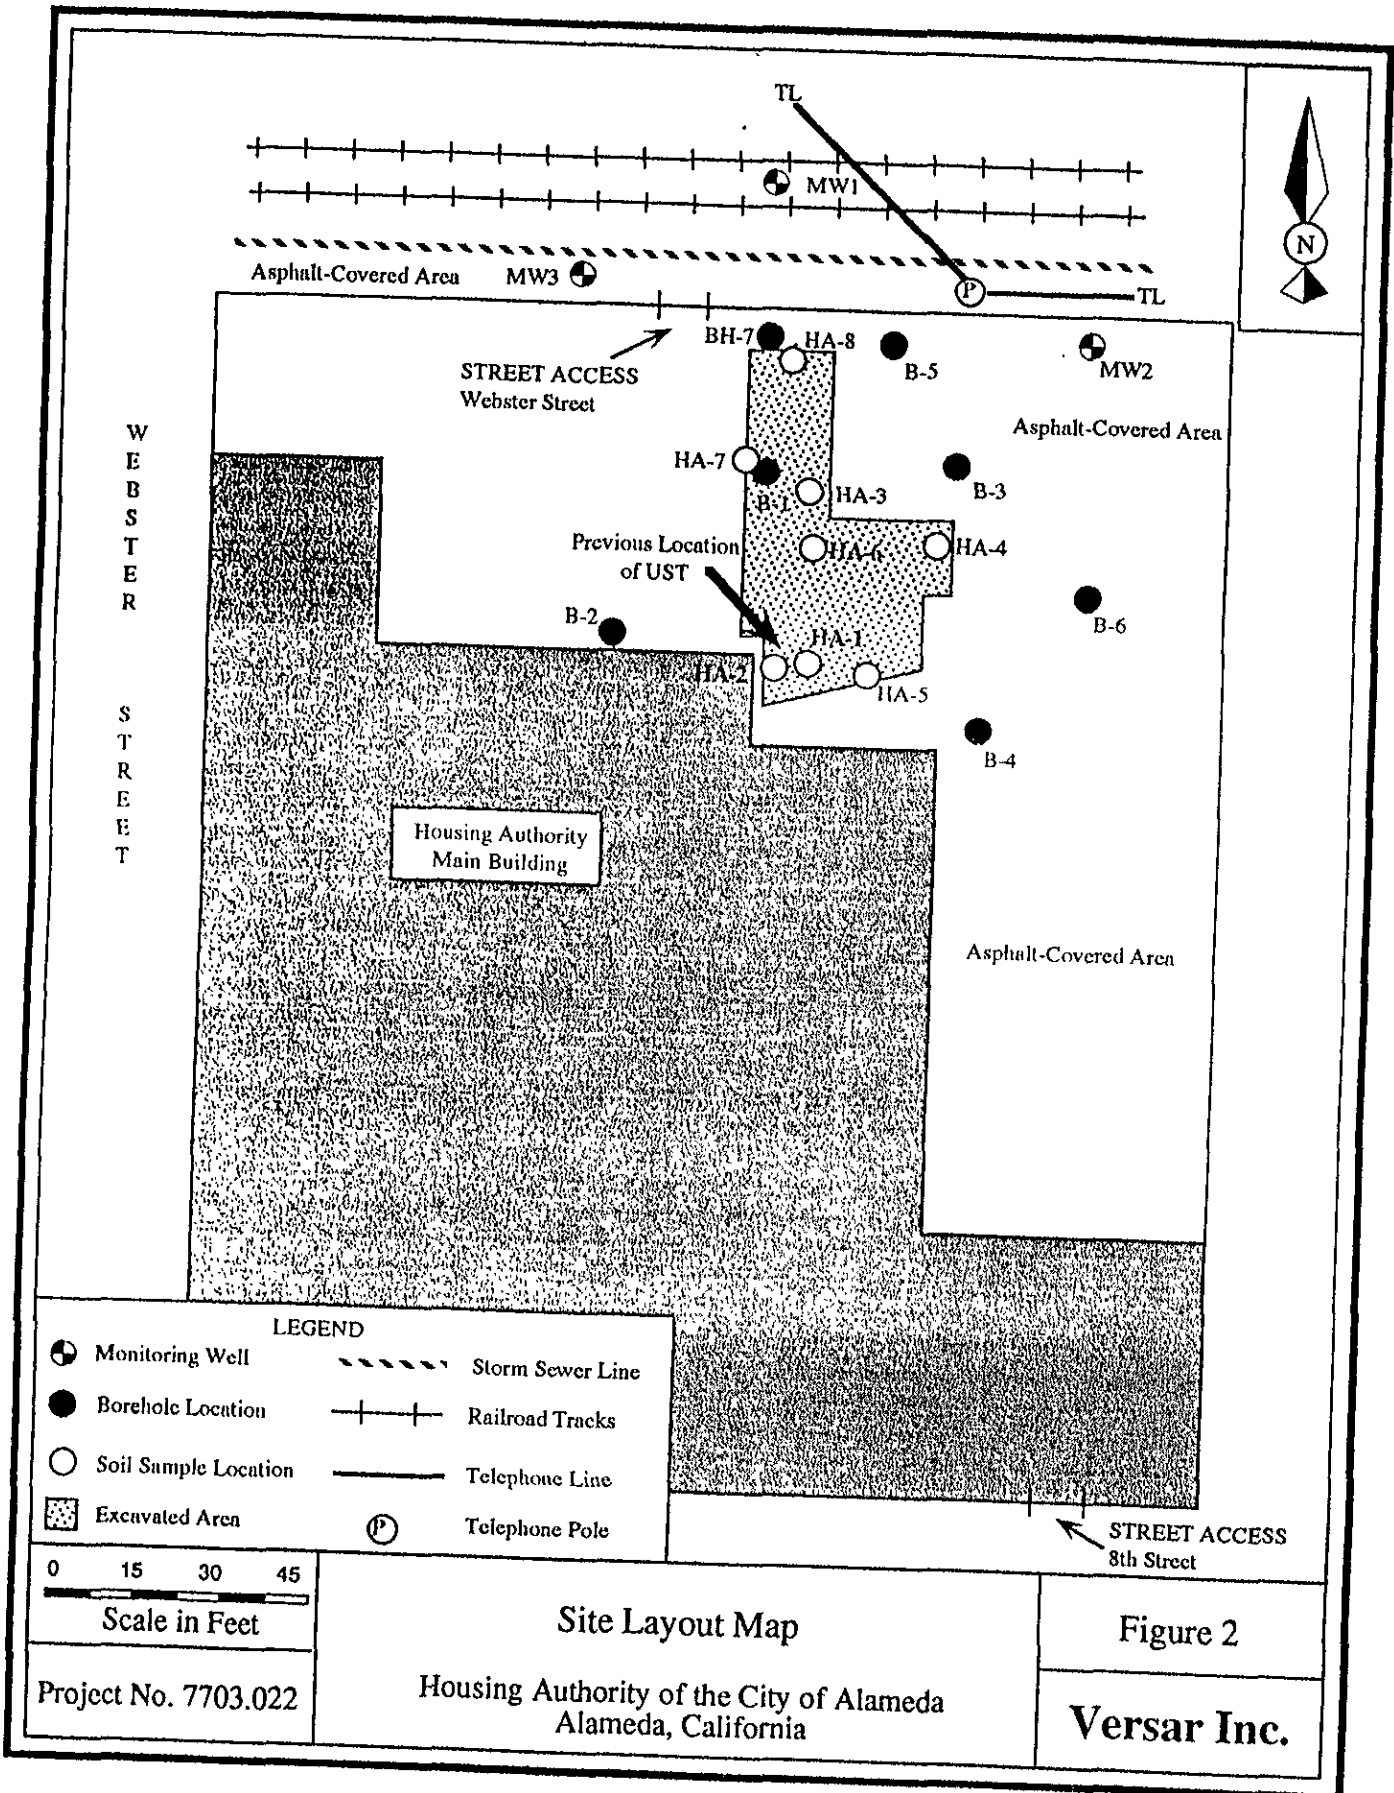 TL
N
MW1
Asphalt-Covered Area
MW3
P
TL
BH-7
HA-8
B-5
MW2
STREET ACCESS
Webster Street
Asphalt-Covered Area
WEBSTER STREET
HA-7
B-1
HA-3
B-3
Previous Location
of UST
HA-6
HA-4
B-2
B-6
HA-1
HA-2
HA-5
B-4
Housing Authority
Main Building
Asphalt-Covered Area
LEGEND
Monitoring Well
Storm Sewer Line
Borehole Location
Railroad Tracks
Soil Sample Location
Telephone Line
Excavated Area
P
Telephone Pole
STREET ACCESS
8th Street
0 15 30 45
Scale in Feet
Project No. 7703.022
Site Layout Map
Housing Authority of the City of Alameda
Alameda, California
Figure 2
Versar Inc.